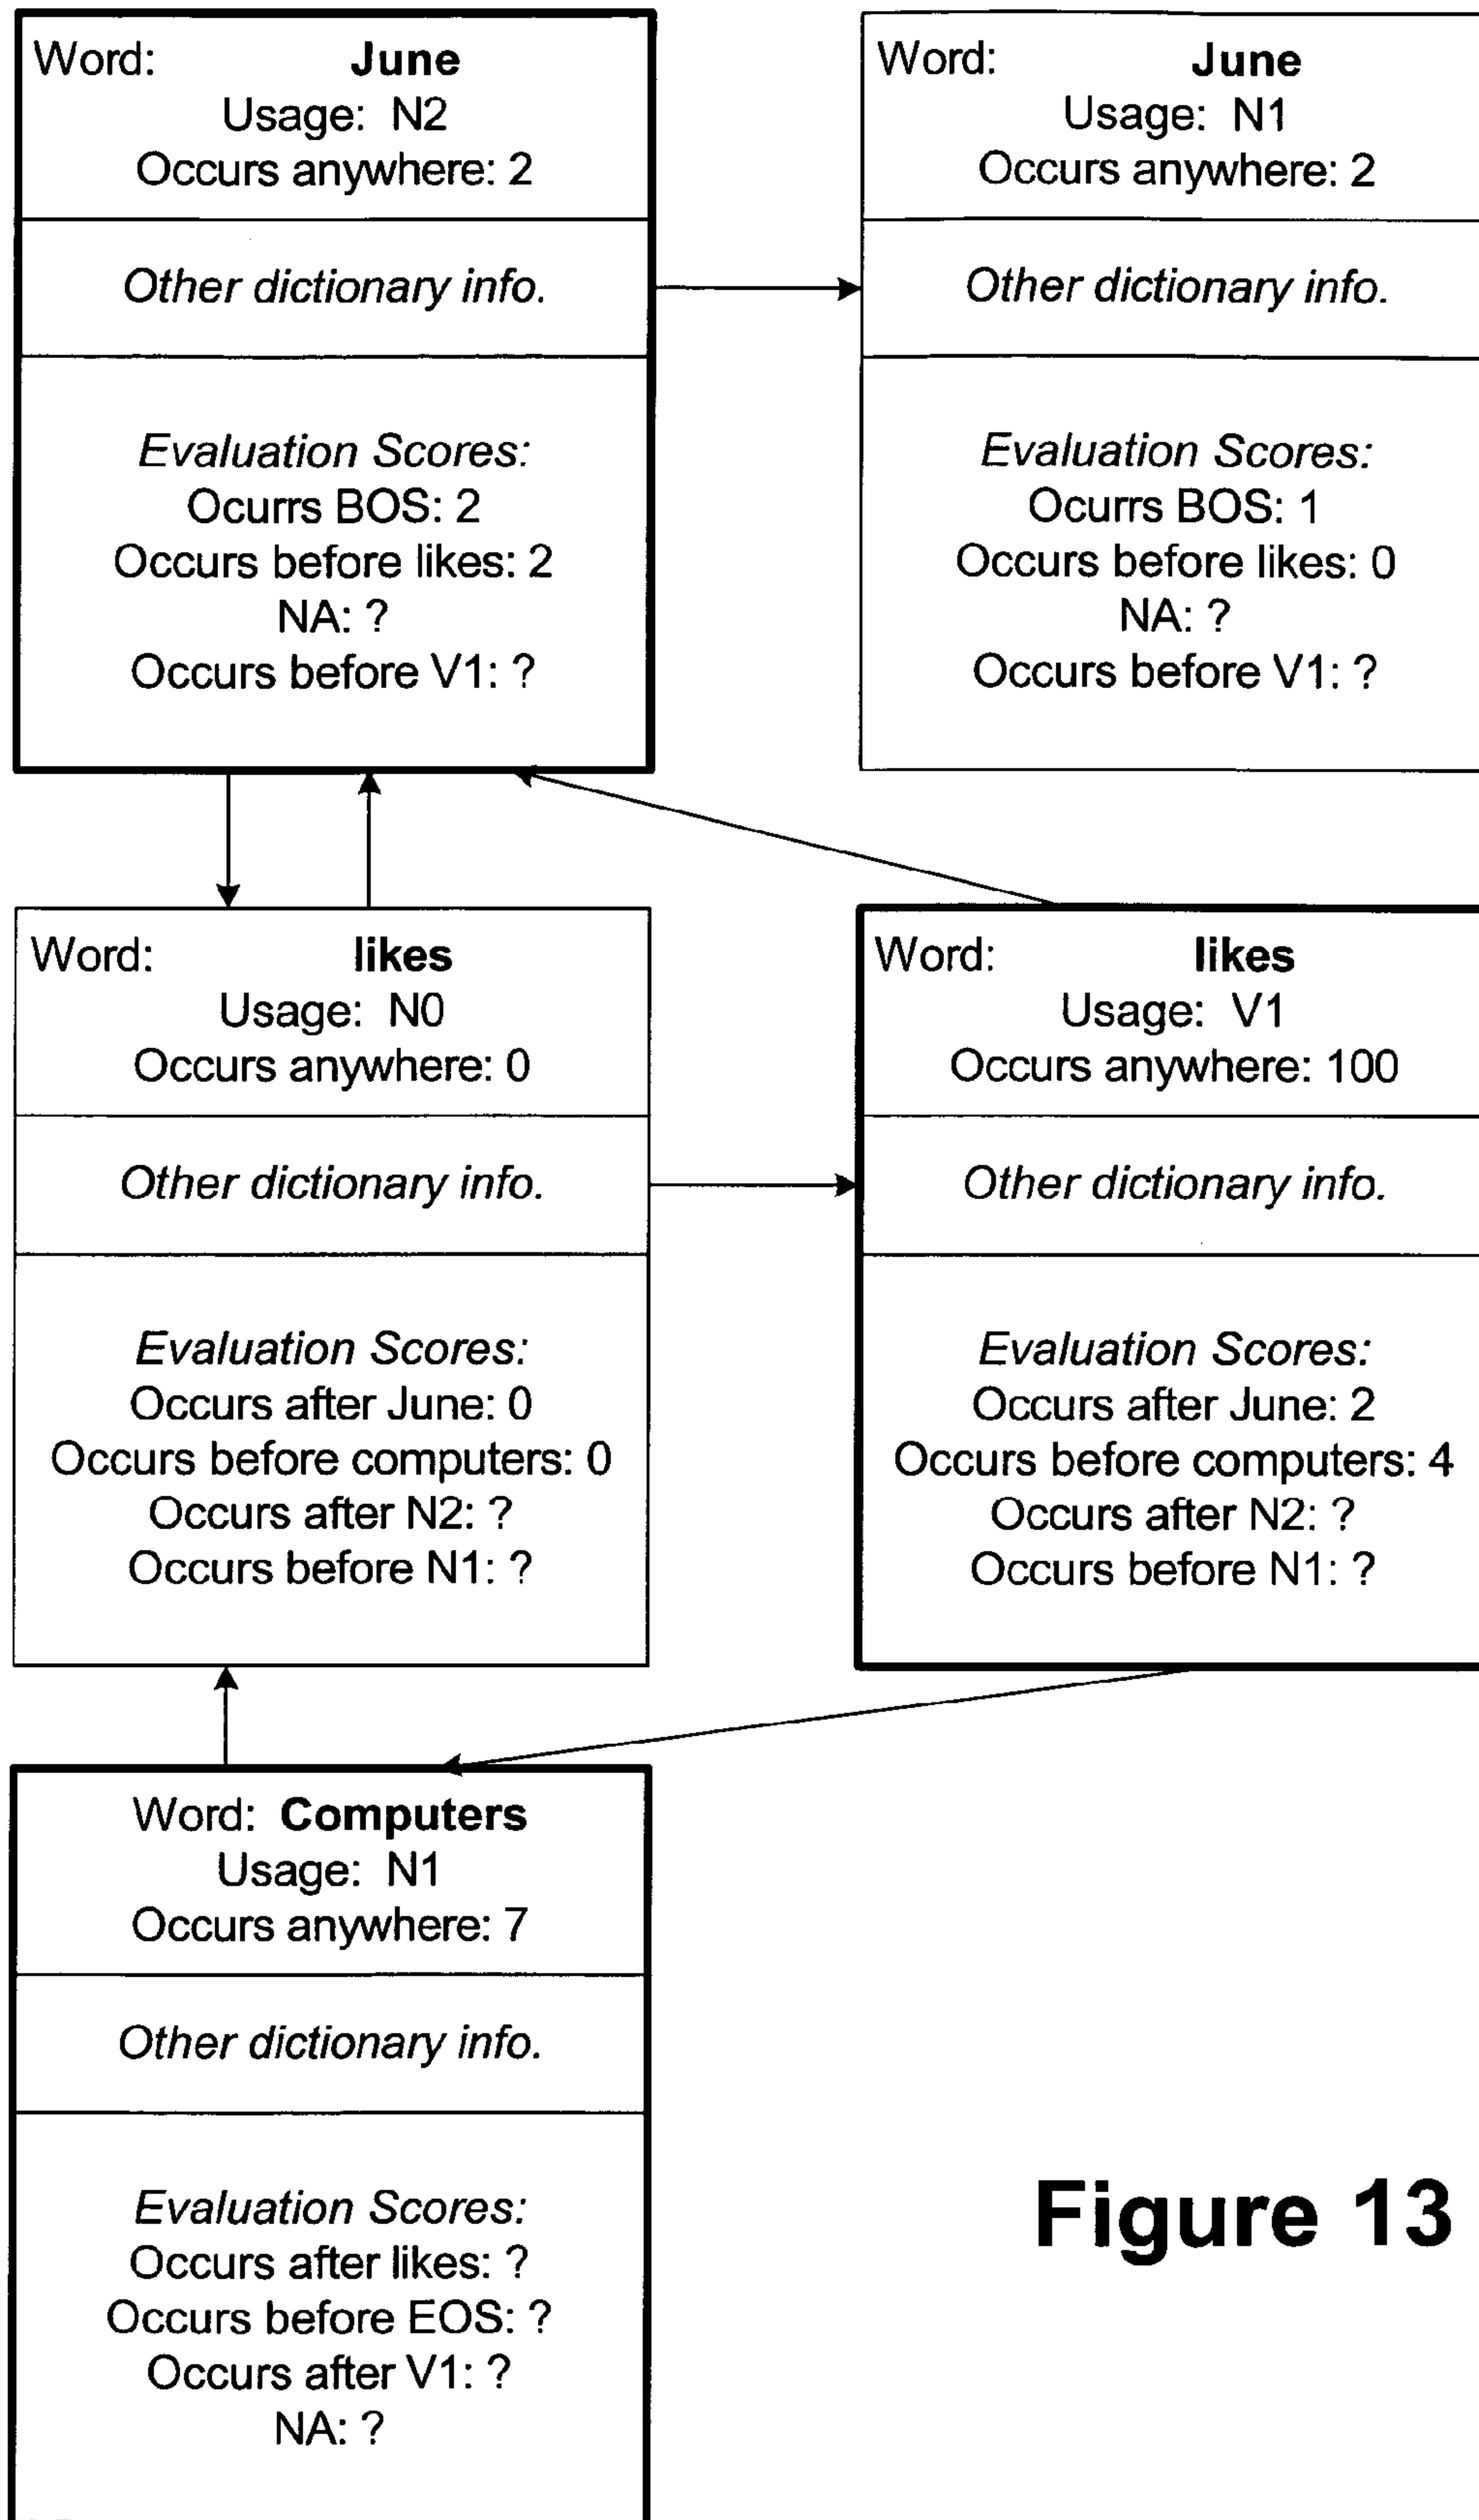 Word: June
Usage: N2
Occurs anywhere: 2
Other dictionary info.
Evaluation Scores:
Ocurrs BOS: 2
Occurs before likes: 2
NA: ?
Occurs before V1: ?
Word: June
Usage: N1
Occurs anywhere: 2
Other dictionary info.
Evaluation Scores:
Ocurrs BOS: 1
Occurs before likes: 0
NA: ?
Occurs before V1: ?
Word: likes
Usage: N0
Occurs anywhere: 0
Other dictionary info.
Evaluation Scores:
Occurs after June: 0
Occurs before computers: 0
Occurs after N2: ?
Occurs before N1: ?
Word: likes
Usage: V1
Occurs anywhere: 100
Other dictionary info.
Evaluation Scores:
Occurs after June: 2
Occurs before computers: 4
Occurs after N2: ?
Occurs before N1: ?
Word: Computers
Usage: N1
Occurs anywhere: 7
Other dictionary info.
Evaluation Scores:
Occurs after likes: ?
Occurs before EOS: ?
Occurs after V1: ?
NA: ?
Figure 13